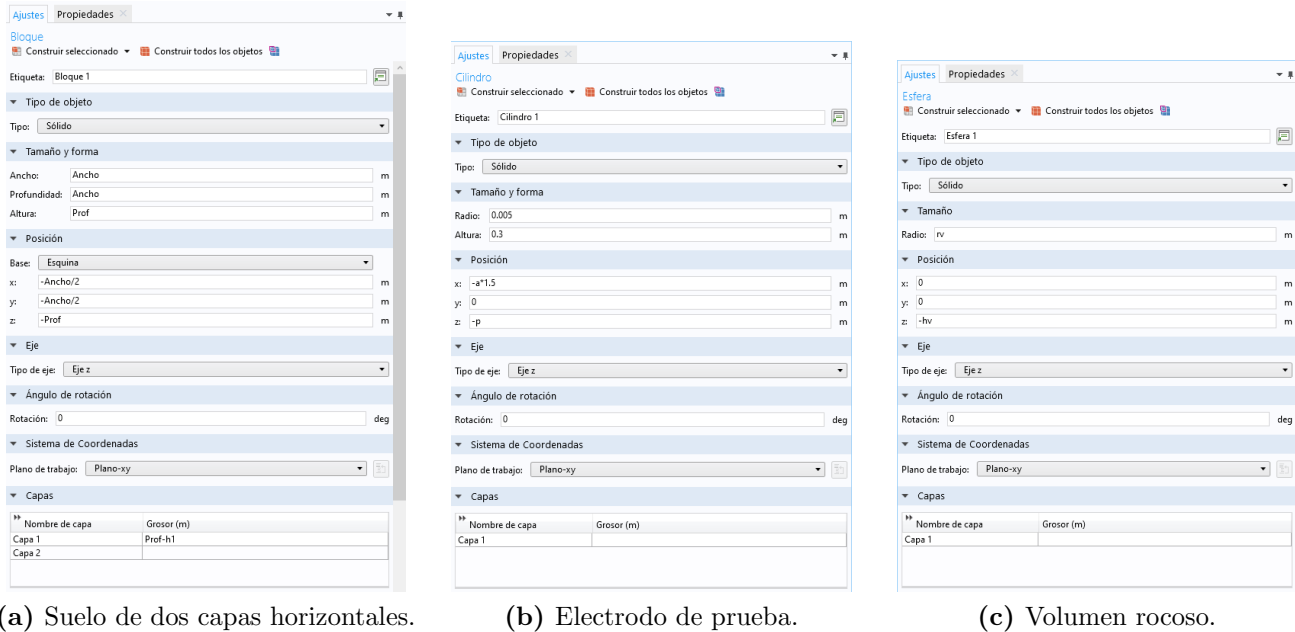 Ajustes Propiedades
Bloque
Construir seleccionado Construir todos los objetos
Etiqueta: Bloque 1
Tipo de objeto
Tipo: Sólido
Tamaño y forma
Ancho: Ancho m
Profundidad: Ancho m
Altura: Prof m
Posición
Base: Esquina
x: -Ancho/2 m
y: -Ancho/2 m
z: -Prof m
Eje
Tipo de eje: Eje z
Ángulo de rotación
Rotación: 0 deg
Sistema de Coordenadas
Plano de trabajo: Plano-xy
Capas
Nombre de capa Grosor (m)
Capa 1 Prof-h1
Capa 2
(a) Suelo de dos capas horizontales.
Ajustes Propiedades
Cilindro
Construir seleccionado Construir todos los objetos
Etiqueta: Cilindro 1
Tipo de objeto
Tipo: Sólido
Tamaño y forma
Radio: 0.005 m
Altura: 0.3 m
Posición
x: -a*1.5 m
y: 0 m
z: -p m
Eje
Tipo de eje: Eje z
Ángulo de rotación
Rotación: 0 deg
Sistema de Coordenadas
Plano de trabajo: Plano-xy
Capas
Nombre de capa Grosor (m)
Capa 1
(b) Electrodo de prueba.
Ajustes Propiedades
Esfera
Construir seleccionado Construir todos los objetos
Etiqueta: Esfera 1
Tipo de objeto
Tipo: Sólido
Tamaño
Radio: rv m
Posición
x: 0 m
y: 0 m
z: -hv m
Eje
Tipo de eje: Eje z
Ángulo de rotación
Rotación: 0 deg
Sistema de Coordenadas
Plano de trabajo: Plano-xy
Capas
Nombre de capa Grosor (m)
Capa 1
(c) Volumen rocoso.